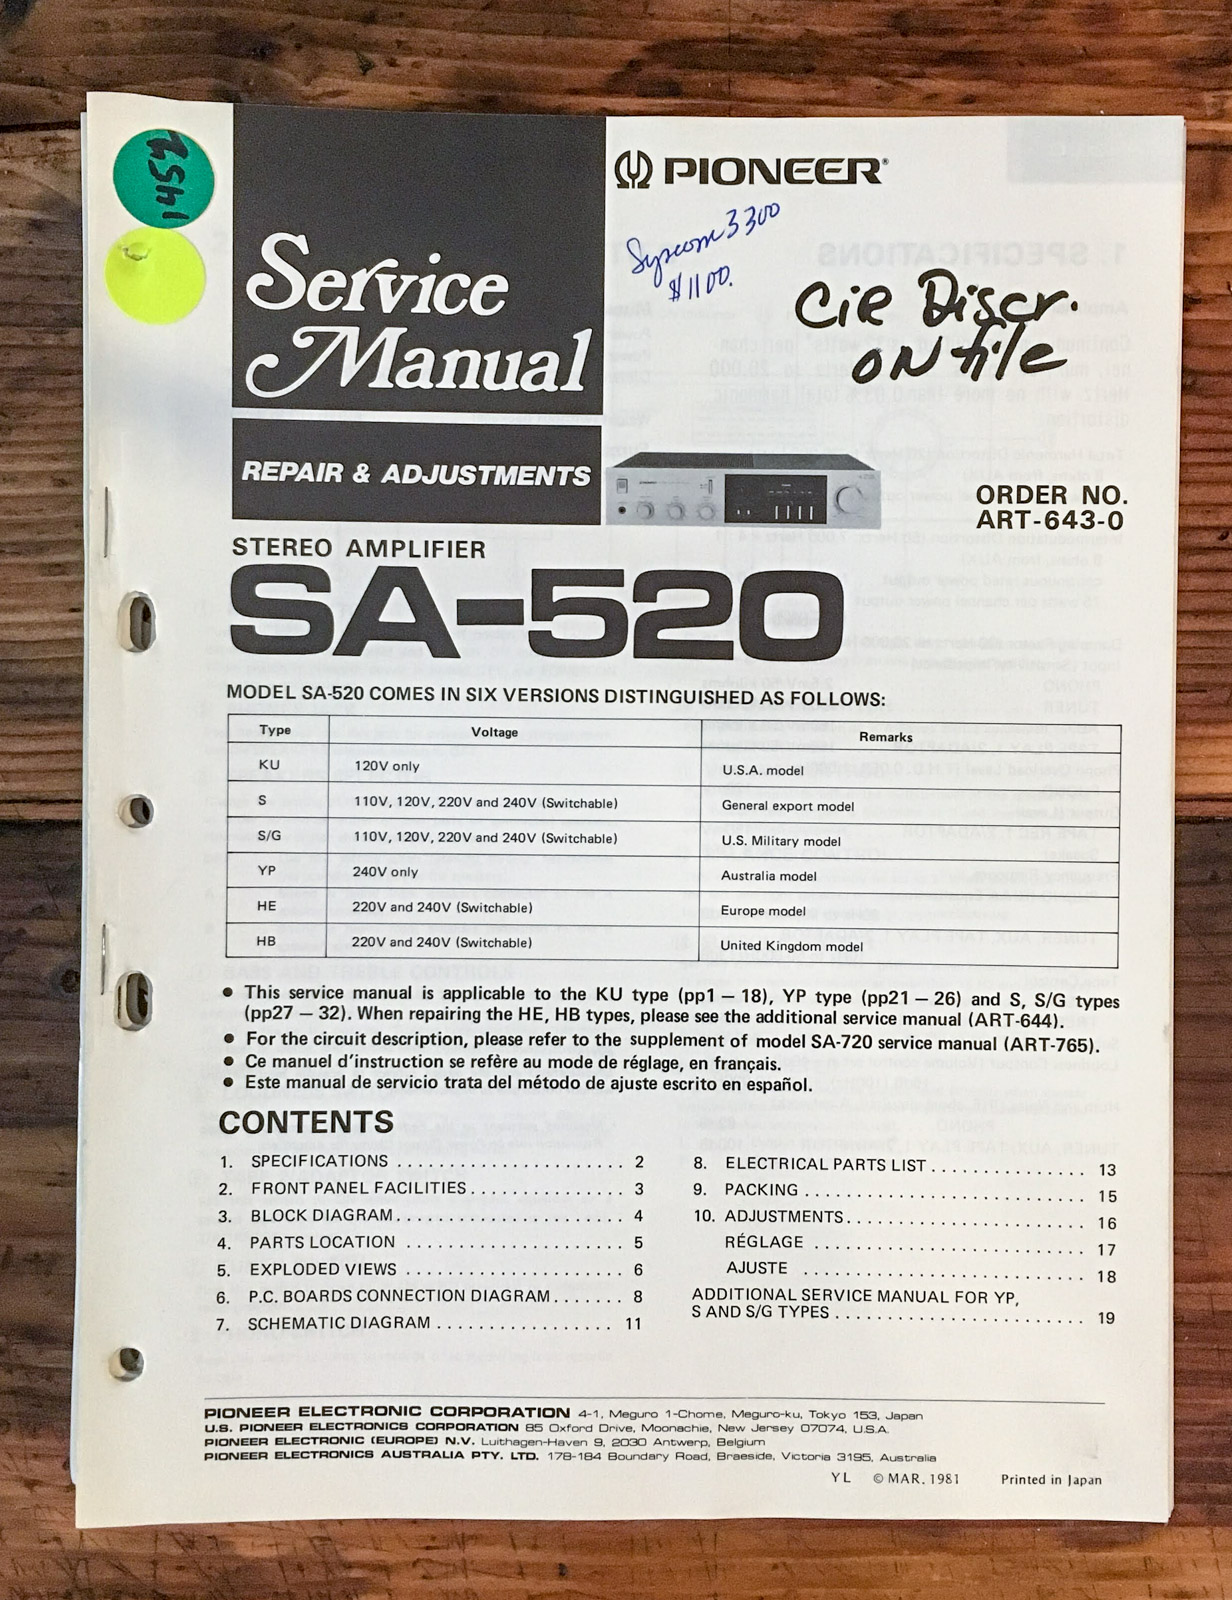 1452
PIONEER®
Syscom 3300
$1100.
Service
Manual
Cir Discr.
ON file
REPAIR & ADJUSTMENTS
ORDER NO.
ART-643-0
STEREO AMPLIFIER
SA-520
MODEL SA-520 COMES IN SIX VERSIONS DISTINGUISHED AS FOLLOWS:
Type Voltage Remarks
KU 120V only U.S.A. model
S 110V, 120V, 220V and 240V (Switchable) General export model
S/G 110V, 120V, 220V and 240V (Switchable) U.S. Military model
YP 240V only Australia model
HE 220V and 240V (Switchable) Europe model
HB 220V and 240V (Switchable) United Kingdom model
• This service manual is applicable to the KU type (pp1 – 18), YP type (pp21 – 26) and S, S/G types
(pp27 – 32). When repairing the HE, HB types, please see the additional service manual (ART-644).
• For the circuit description, please refer to the supplement of model SA-720 service manual (ART-765).
• Ce manuel d'instruction se refère au mode de réglage, en français.
• Este manual de servicio trata del método de ajuste escrito en español.
CONTENTS
1. SPECIFICATIONS ........................ 2
2. FRONT PANEL FACILITIES ................ 3
3. BLOCK DIAGRAM ........................ 4
4. PARTS LOCATION ....................... 5
5. EXPLODED VIEWS ....................... 6
6. P.C. BOARDS CONNECTION DIAGRAM ....... 8
7. SCHEMATIC DIAGRAM .................. 11
8. ELECTRICAL PARTS LIST ............... 13
9. PACKING ............................ 15
10. ADJUSTMENTS ........................ 16
RÉGLAGE ............................ 17
AJUSTE ............................ 18
ADDITIONAL SERVICE MANUAL FOR YP,
S AND S/G TYPES ......................... 19
PIONEER ELECTRONIC CORPORATION 4-1, Meguro 1-Chome, Meguro-ku, Tokyo 153, Japan
U.S. PIONEER ELECTRONICS CORPORATION 85 Oxford Drive, Moonachie, New Jersey 07074, U.S.A.
PIONEER ELECTRONIC (EUROPE) N.V. Luithagen-Haven 9, 2030 Antwerp, Belgium
PIONEER ELECTRONICS AUSTRALIA PTY. LTD. 178-184 Boundary Road, Braeside, Victoria 3195, Australia
YL © MAR. 1981 Printed in Japan